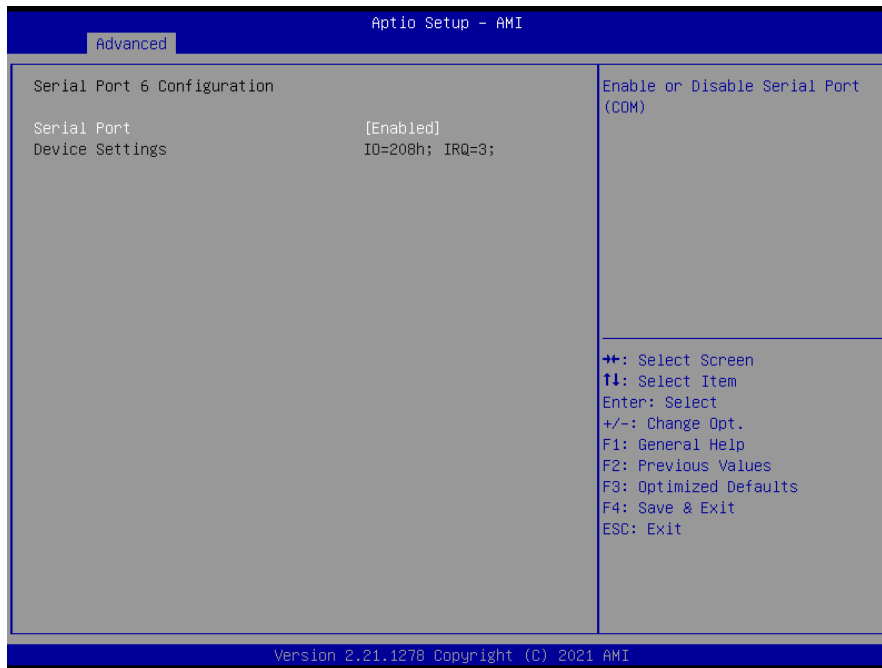 Aptio Setup – AMI
Advanced
Serial Port 6 Configuration
Serial Port [Enabled]
Device Settings IO=208h; IRQ=3;
Enable or Disable Serial Port
(COM)
→←: Select Screen
↑↓: Select Item
Enter: Select
+/-: Change Opt.
F1: General Help
F2: Previous Values
F3: Optimized Defaults
F4: Save & Exit
ESC: Exit
Version 2.21.1278 Copyright (C) 2021 AMI